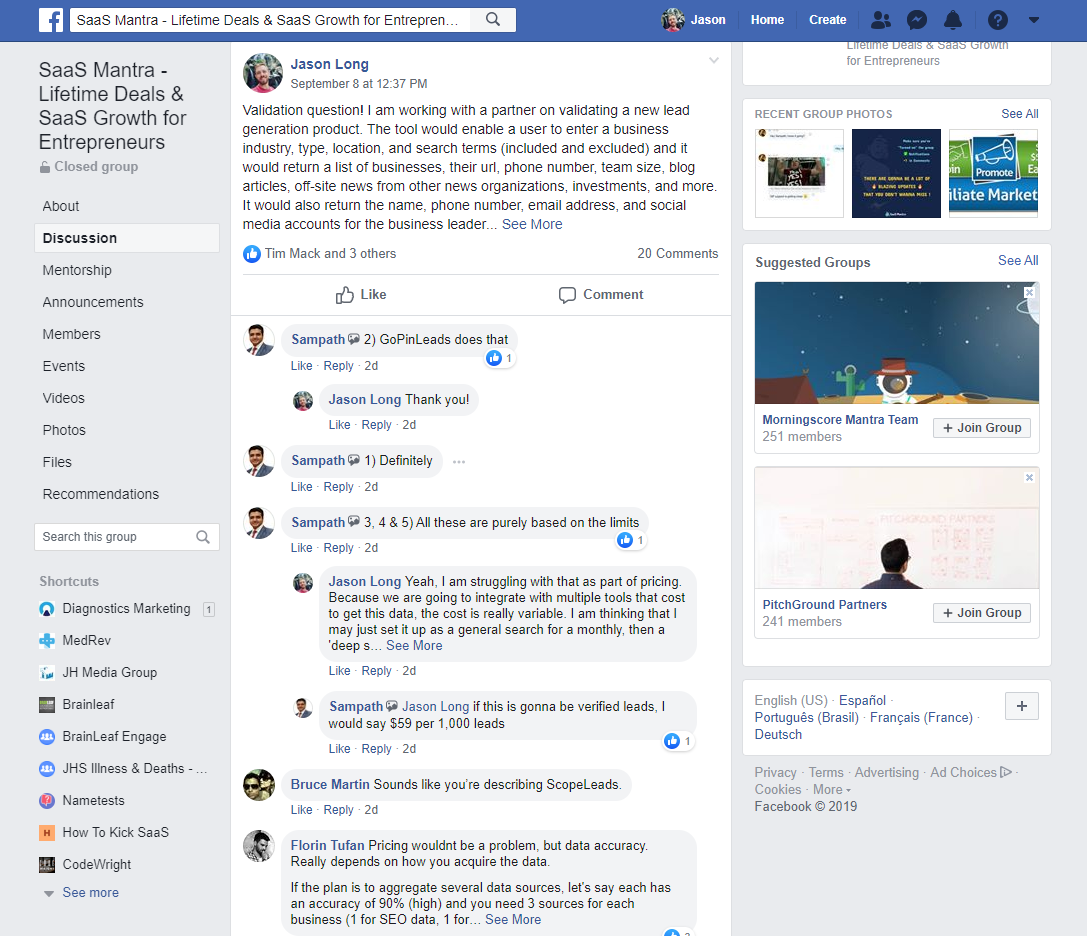 SaaS Mantra - Lifetime Deals & SaaS Growth for Entrepren…
Jason
Home
Create
SaaS Mantra -
Lifetime Deals &
SaaS Growth for
Entrepreneurs
Closed group
About
Discussion
Mentorship
Announcements
Members
Events
Videos
Photos
Files
Recommendations
Search this group
Shortcuts
Diagnostics Marketing 1
MedRev
JH Media Group
Brainleaf
BrainLeaf Engage
JHS Illness & Deaths - …
Nametests
H How To Kick SaaS
CodeWright
See more
Jason Long
September 8 at 12:37 PM
Validation question! I am working with a partner on validating a new lead
generation product. The tool would enable a user to enter a business
industry, type, location, and search terms (included and excluded) and it
would return a list of businesses, their url, phone number, team size, blog
articles, off-site news from other news organizations, investments, and more.
It would also return the name, phone number, email address, and social
media accounts for the business leader... See More
Tim Mack and 3 others
20 Comments
Like
Comment
Sampath 2) GoPinLeads does that
1
Like · Reply · 2d
Jason Long Thank you!
Like · Reply · 2d
Sampath 1) Definitely
Like · Reply · 2d
Sampath 3, 4 & 5) All these are purely based on the limits
1
Like · Reply · 2d
Jason Long Yeah, I am struggling with that as part of pricing.
Because we are going to integrate with multiple tools that cost
to get this data, the cost is really variable. I am thinking that I
may just set it up as a general search for a monthly, then a
'deep s… See More
Like · Reply · 2d
Sampath Jason Long if this is gonna be verified leads, I
would say $59 per 1,000 leads
1
Like · Reply · 2d
Bruce Martin Sounds like you're describing ScopeLeads.
Like · Reply · 2d
Florin Tufan Pricing wouldnt be a problem, but data accuracy.
Really depends on how you acquire the data.
If the plan is to aggregate several data sources, let's say each has
an accuracy of 90% (high) and you need 3 sources for each
business (1 for SEO data, 1 for… See More
Lifetime Deals & SaaS Growth
for Entrepreneurs
RECENT GROUP PHOTOS
See All
THERE ARE GONNA BE A LOT OF
BLAZING UPDATES
THAT YOU DON'T WANNA MISS !
Promote
iliate Market
Suggested Groups
See All
Morningscore Mantra Team
251 members
+ Join Group
PITCHGROUND PARTNERS
PitchGround Partners
241 members
+ Join Group
English (US) · Español ·
Português (Brasil) · Français (France) ·
Deutsch
+
Privacy · Terms · Advertising · Ad Choices ·
Cookies · More
Facebook © 2019